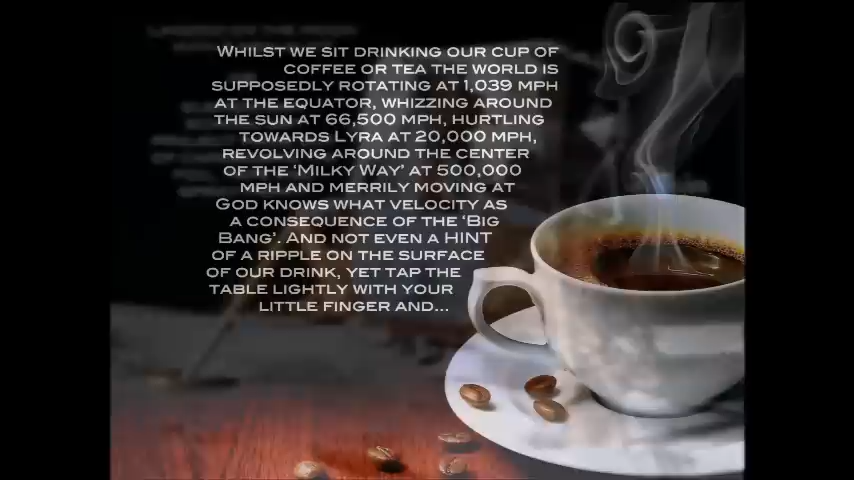 Whilst we sit drinking our cup of
coffee or tea the world is
supposedly rotating at 1,039 mph
at the equator, whizzing around
the sun at 66,500 mph, hurtling
towards Lyra at 20,000 mph,
revolving around the center
of the ‘Milky Way’ at 500,000
mph and merrily moving at
God knows what velocity as
a consequence of the ‘Big
Bang’. And not even a hint
of a ripple on the surface
of our drink, yet tap the
table lightly with your
little finger and...